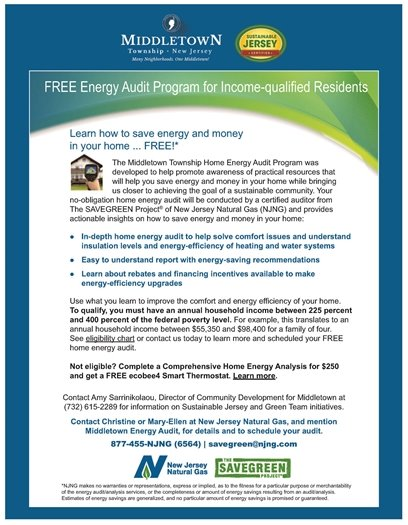 MIDDLETOWN
Township · New Jersey
Many Neighborhoods. One Middletown!
SUSTAINABLE
JERSEY
CERTIFIED
FREE Energy Audit Program for Income-qualified Residents
Learn how to save energy and money
in your home ... FREE!*
The Middletown Township Home Energy Audit Program was
developed to help promote awareness of practical resources that
will help you save energy and money in your home while bringing
us closer to achieving the goal of a sustainable community. Your
no-obligation home energy audit will be conducted by a certified auditor from
The SAVEGREEN Project® of New Jersey Natural Gas (NJNG) and provides
actionable insights on how to save energy and money in your home:
• In-depth home energy audit to help solve comfort issues and understand
insulation levels and energy-efficiency of heating and water systems
• Easy to understand report with energy-saving recommendations
• Learn about rebates and financing incentives available to make
energy-efficiency upgrades
Use what you learn to improve the comfort and energy efficiency of your home.
To qualify, you must have an annual household income between 225 percent
and 400 percent of the federal poverty level. For example, this translates to an
annual household income between $55,350 and $98,400 for a family of four.
See eligibility chart or contact us today to learn more and scheduled your FREE
home energy audit.
Not eligible? Complete a Comprehensive Home Energy Analysis for $250
and get a FREE ecobee4 Smart Thermostat. Learn more.
Contact Amy Sarrinikolaou, Director of Community Development for Middletown at
(732) 615-2289 for information on Sustainable Jersey and Green Team initiatives.
Contact Christine or Mary-Ellen at New Jersey Natural Gas, and mention
Middletown Energy Audit, for details and to schedule your audit.
877-455-NJNG (6564) | savegreen@njng.com
New Jersey
Natural Gas
THE
SAVEGREEN
PROJECT®
*NJNG makes no warranties or representations, express or implied, as to the fitness for a particular purpose or merchantability
of the energy audit/analysis services, or the completeness or amount of energy savings resulting from an audit/analysis.
Estimates of energy savings are generalized, and no particular amount of energy savings is promised or guaranteed.